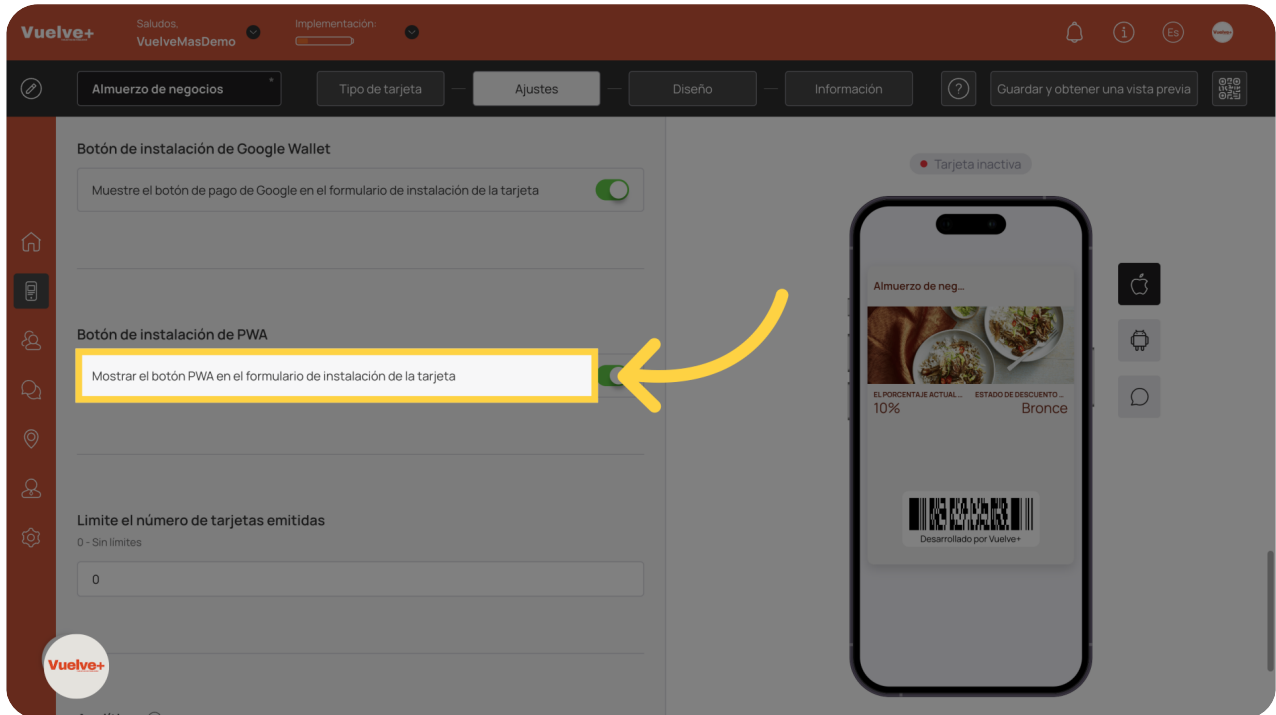 Vuelve+
Saludos,
VuelveMasDemo
Implementación:
Es
Vuelve+
Almuerzo de negocios *
Tipo de tarjeta
Ajustes
Diseño
Información
?
Guardar y obtener una vista previa
Botón de instalación de Google Wallet
Muestre el botón de pago de Google en el formulario de instalación de la tarjeta
Botón de instalación de PWA
Mostrar el botón PWA en el formulario de instalación de la tarjeta
Limite el número de tarjetas emitidas
0 - Sin límites
0
Vuelve+
Tarjeta inactiva
Almuerzo de neg...
EL PORCENTAJE ACTUAL ... ESTADO DE DESCUENTO ...
10% Bronce
Desarrollado por Vuelve+